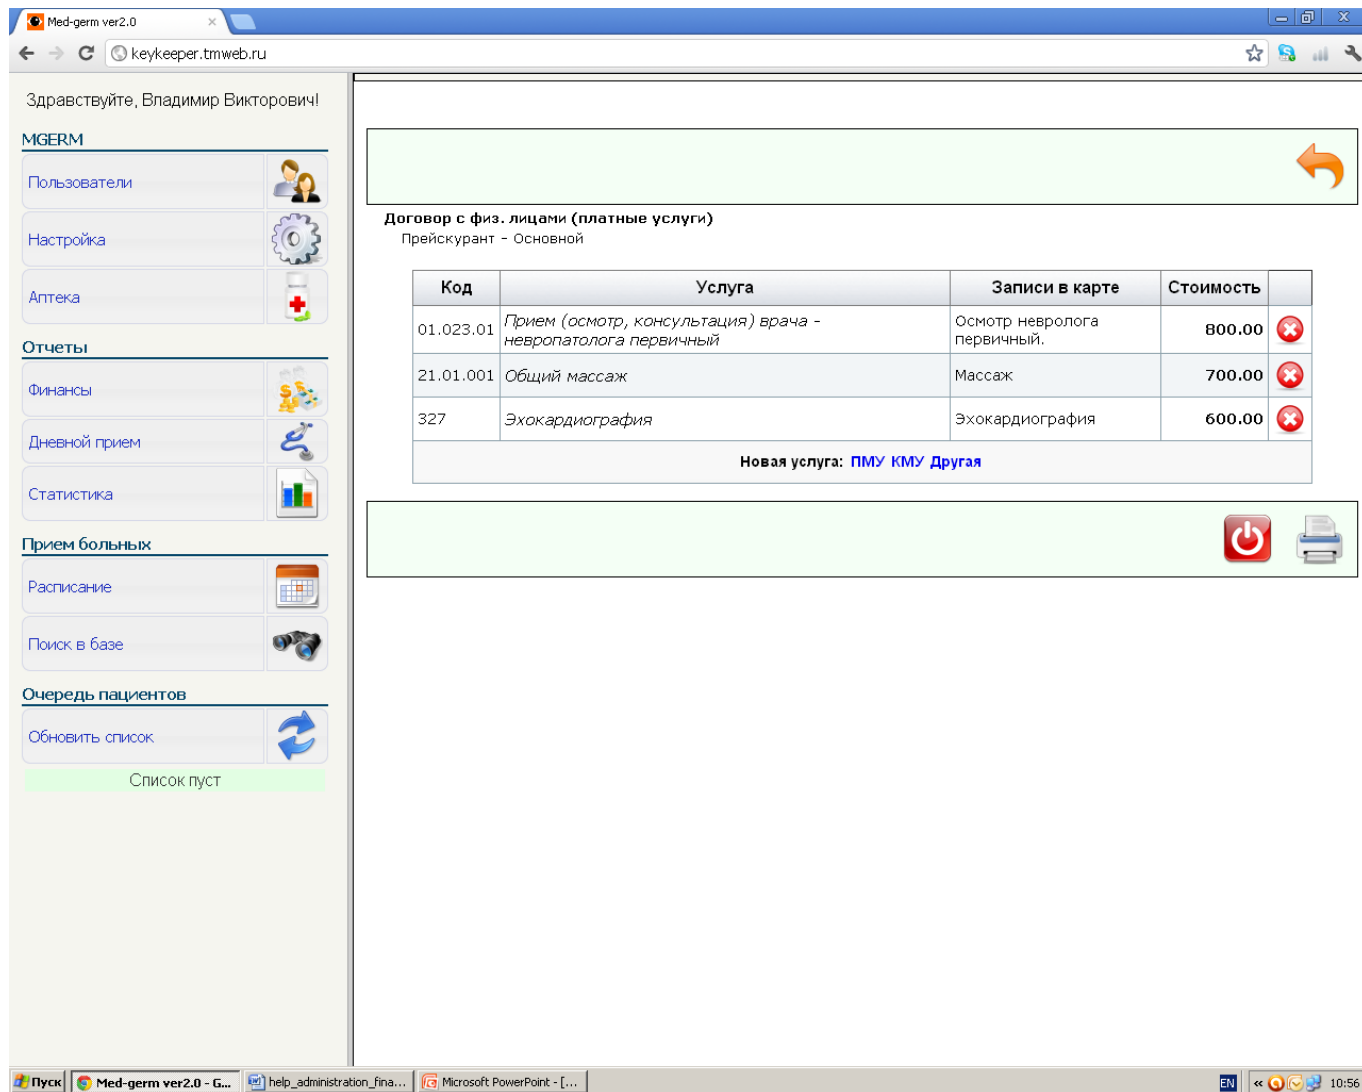 Med-germ ver2.0
keykeeper.tmweb.ru
Здравствуйте, Владимир Викторович!
MGERM
Пользователи
Настройка
Аптека
Отчеты
Финансы
Дневной прием
Статистика
Прием больных
Расписание
Поиск в базе
Очередь пациентов
Обновить список
Список пуст
Договор с физ. лицами (платные услуги)
Прейскурант - Основной
Код Услуга Записи в карте Стоимость
01.023.01 Прием (осмотр, консультация) врача - невропатолога первичный Осмотр невролога первичный. 800.00
21.01.001 Общий массаж Массаж 700.00
327 Эхокардиография Эхокардиография 600.00
Новая услуга: ПМУ КМУ Другая
Пуск Med-germ ver2.0 - G... help_administration_fina... Microsoft PowerPoint - [... EN « 10:56